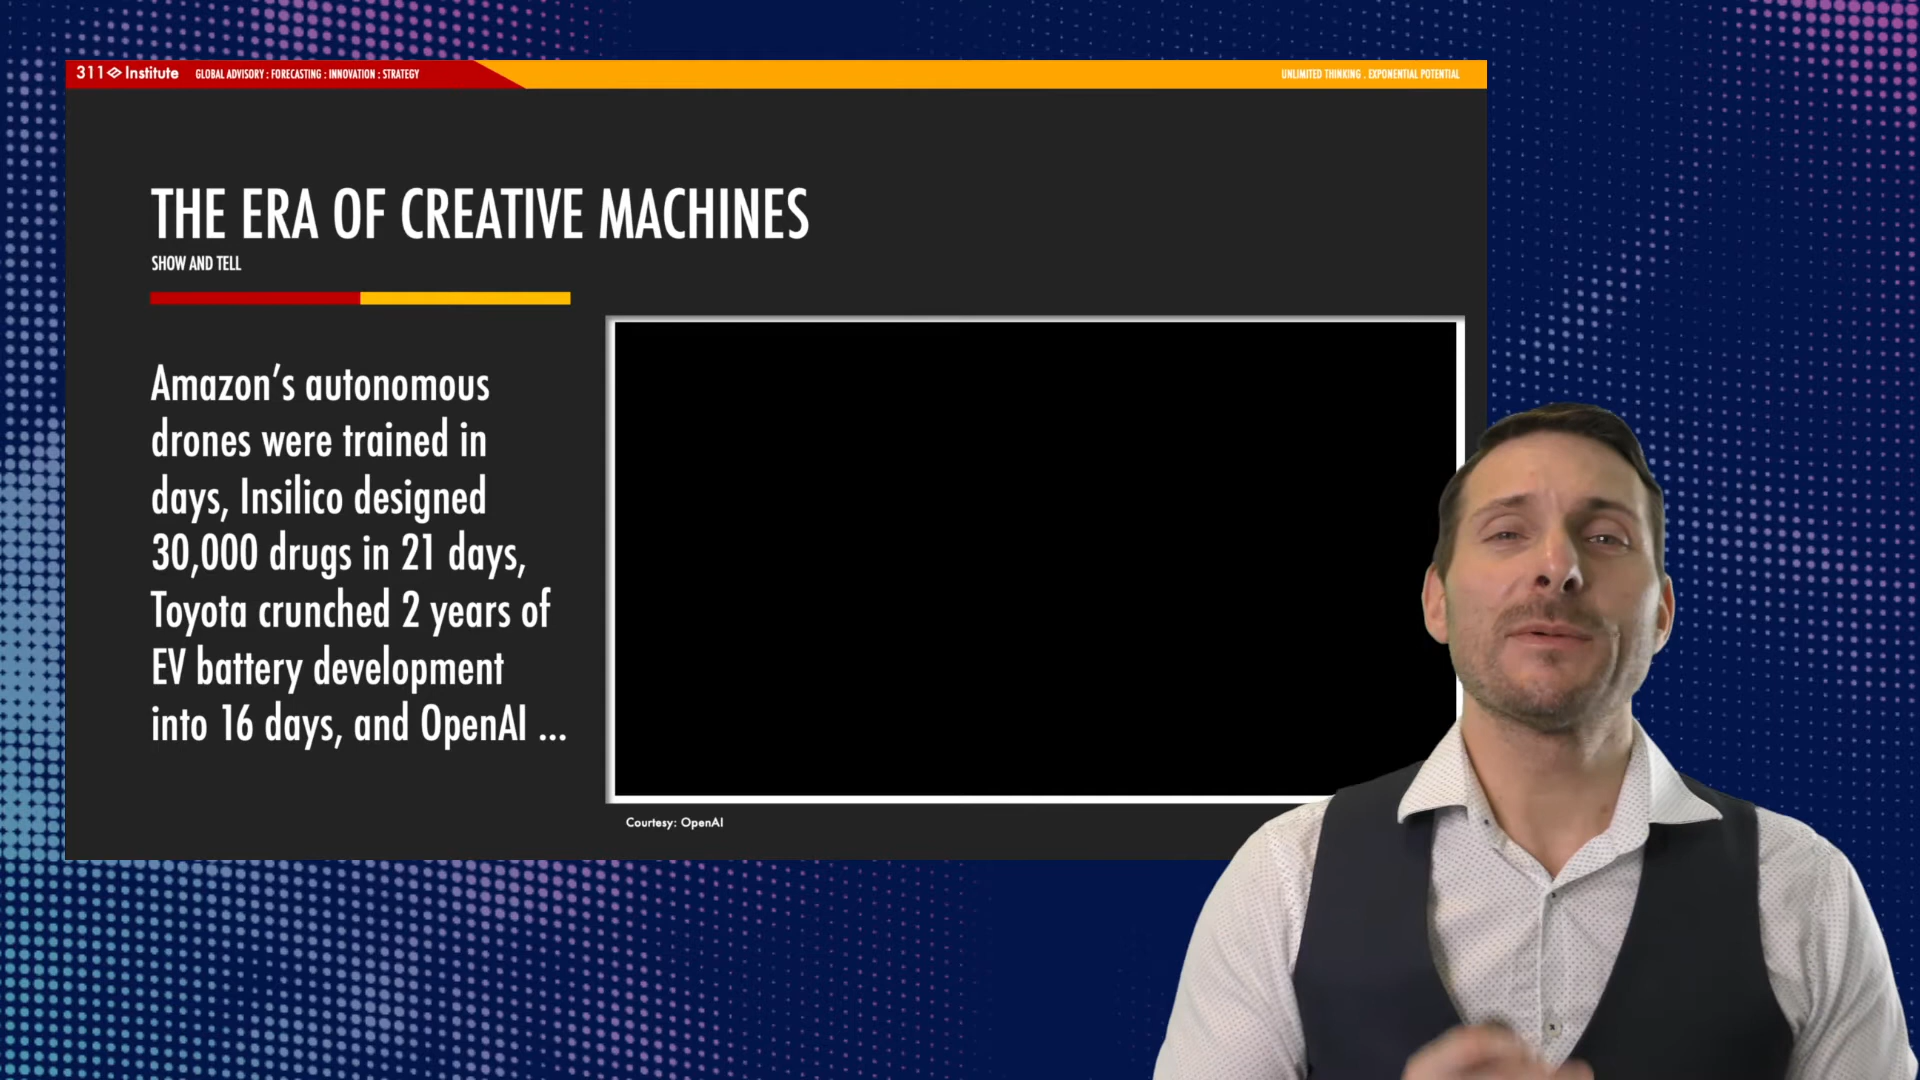 311 Institute GLOBAL ADVISORY : FORECASTING : INNOVATION : STRATEGY
UNLIMITED THINKING . EXPONENTIAL POTENTIAL
THE ERA OF CREATIVE MACHINES
SHOW AND TELL
Amazon’s autonomous
drones were trained in
days, Insilico designed
30,000 drugs in 21 days,
Toyota crunched 2 years of
EV battery development
into 16 days, and OpenAI ...
Courtesy: OpenAI